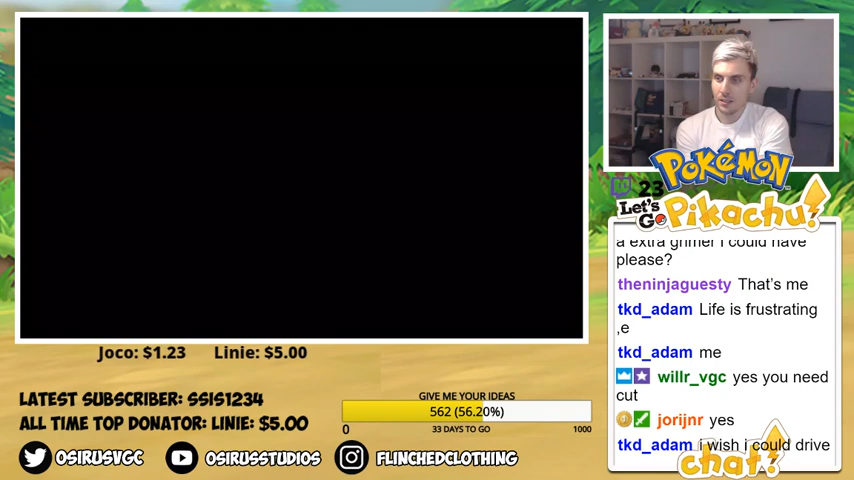 POKÉMON
23
Let's
Go
Pikachu!
a extra grimer i could have
please?
theninjaguesty That's me
tkd_adam Life is frustrating
,e
tkd_adam me
willr_vgc yes you need
cut
jorijnr yes
tkd_adam i wish i could drive
chat!
Joco: $1.23 Linie: $5.00
LATEST SUBSCRIBER: SSIS1234
ALL TIME TOP DONATOR: LINIE: $5.00
GIVE ME YOUR IDEAS
562 (56.20%)
0 33 DAYS TO GO 1000
OSIRUSVGC OSIRUSSTUDIOS FLINCHEDCLOTHING